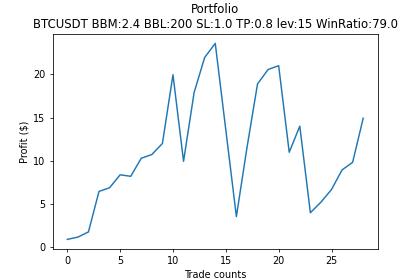 Portfolio
BTCUSDT BBM:2.4 BBL:200 SL:1.0 TP:0.8 lev:15 WinRatio:79.0
Profit ($)
20
15
10
5
0
0 5 10 15 20 25
Trade counts